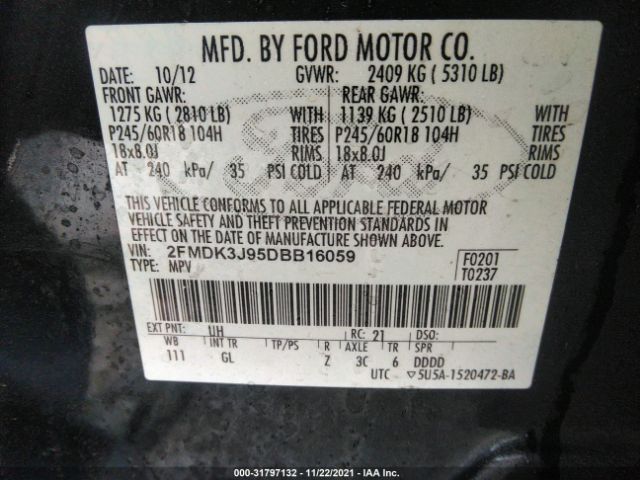 MFD. BY FORD MOTOR CO.
DATE: 10/12 GVWR: 2409 KG ( 5310 LB)
FRONT GAWR: REAR GAWR:
1275 KG ( 2810 LB) WITH 1139 KG ( 2510 LB) WITH
P245/60R18 104H TIRES P245/60R18 104H TIRES
18x8.0J RIMS 18x8.0J RIMS
AT 240 kPa/ 35 PSI COLD AT 240 kPa/ 35 PSI COLD
Ford
THIS VEHICLE CONFORMS TO ALL APPLICABLE FEDERAL MOTOR
VEHICLE SAFETY AND THEFT PREVENTION STANDARDS IN
EFFECT ON THE DATE OF MANUFACTURE SHOWN ABOVE.
VIN: 2FMDK3J95DBB16059 F0201
TYPE: MPV T0237
EXT PNT: UH RC: 21 DSO:
WB INT TR TP/PS R AXLE TR SPR
111 GL Z 3C 6 DDDD
UTC ▽5U5A-1520472-BA
000-31797132 - 11/22/2021 - IAA Inc.